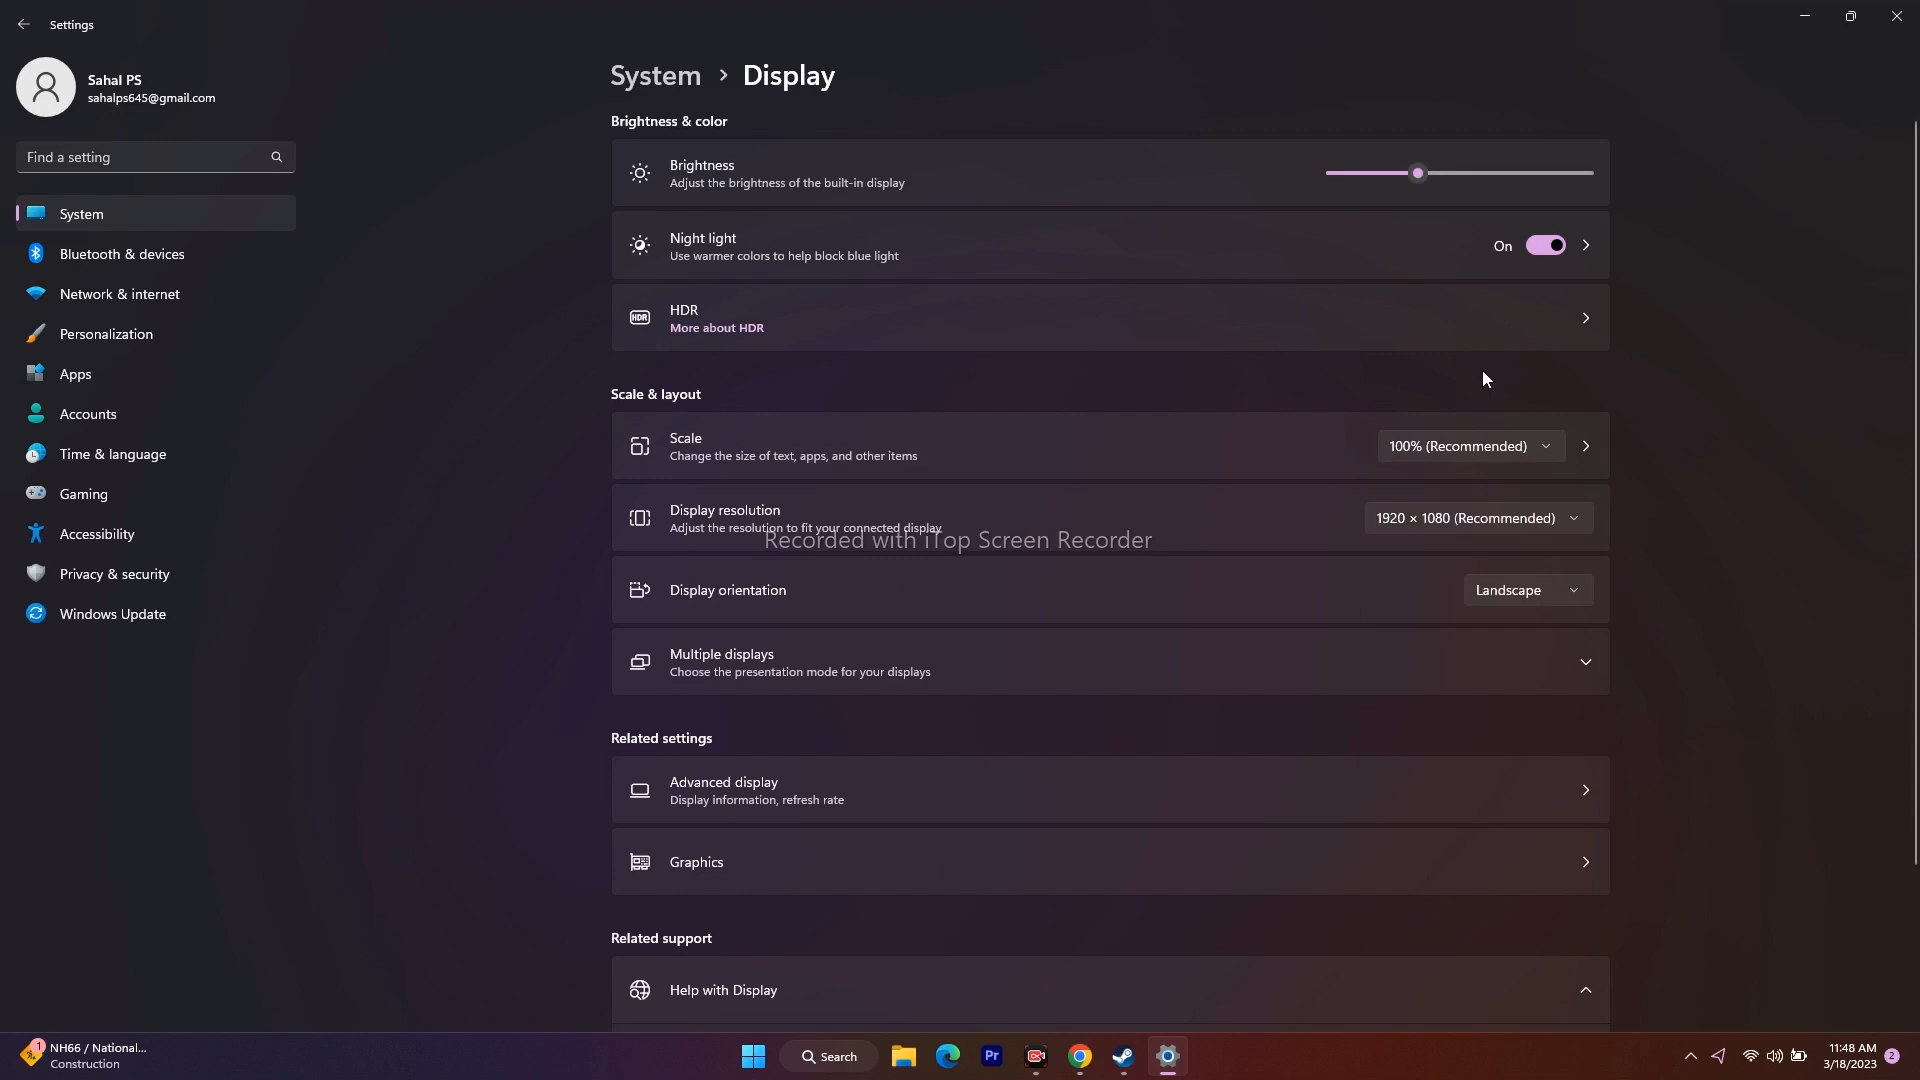 Settings
Sahal PS
sahalps645@gmail.com
Find a setting
System
Bluetooth & devices
Network & internet
Personalization
Apps
Accounts
Time & language
Gaming
Accessibility
Privacy & security
Windows Update
System > Display
Brightness & color
Brightness
Adjust the brightness of the built-in display
Night light
Use warmer colors to help block blue light
On
HDR
HDR
More about HDR
Scale & layout
Scale
Change the size of text, apps, and other items
100% (Recommended)
Display resolution
Adjust the resolution to fit your connected display
1920 × 1080 (Recommended)
Recorded with iTop Screen Recorder
Display orientation
Landscape
Multiple displays
Choose the presentation mode for your displays
Related settings
Advanced display
Display information, refresh rate
Graphics
Related support
Help with Display
1
NH66 / National...
Construction
Search
Pr
11:48 AM
3/18/2023
2